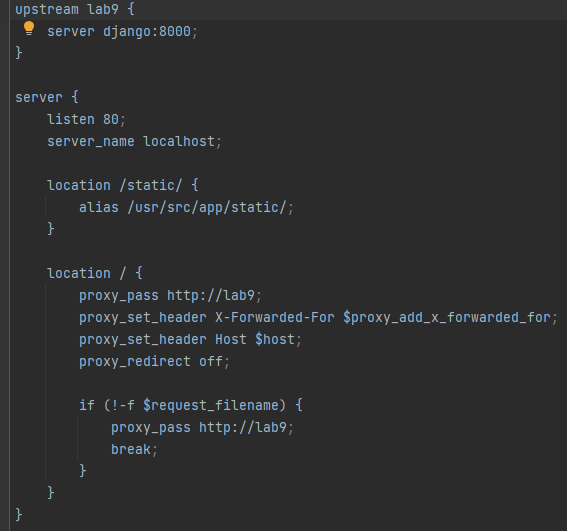 upstream lab9 {
    server django:8000;
}

server {
    listen 80;
    server_name localhost;

    location /static/ {
        alias /usr/src/app/static/;
    }

    location / {
        proxy_pass http://lab9;
        proxy_set_header X-Forwarded-For $proxy_add_x_forwarded_for;
        proxy_set_header Host $host;
        proxy_redirect off;

        if (!-f $request_filename) {
            proxy_pass http://lab9;
            break;
        }
    }
}